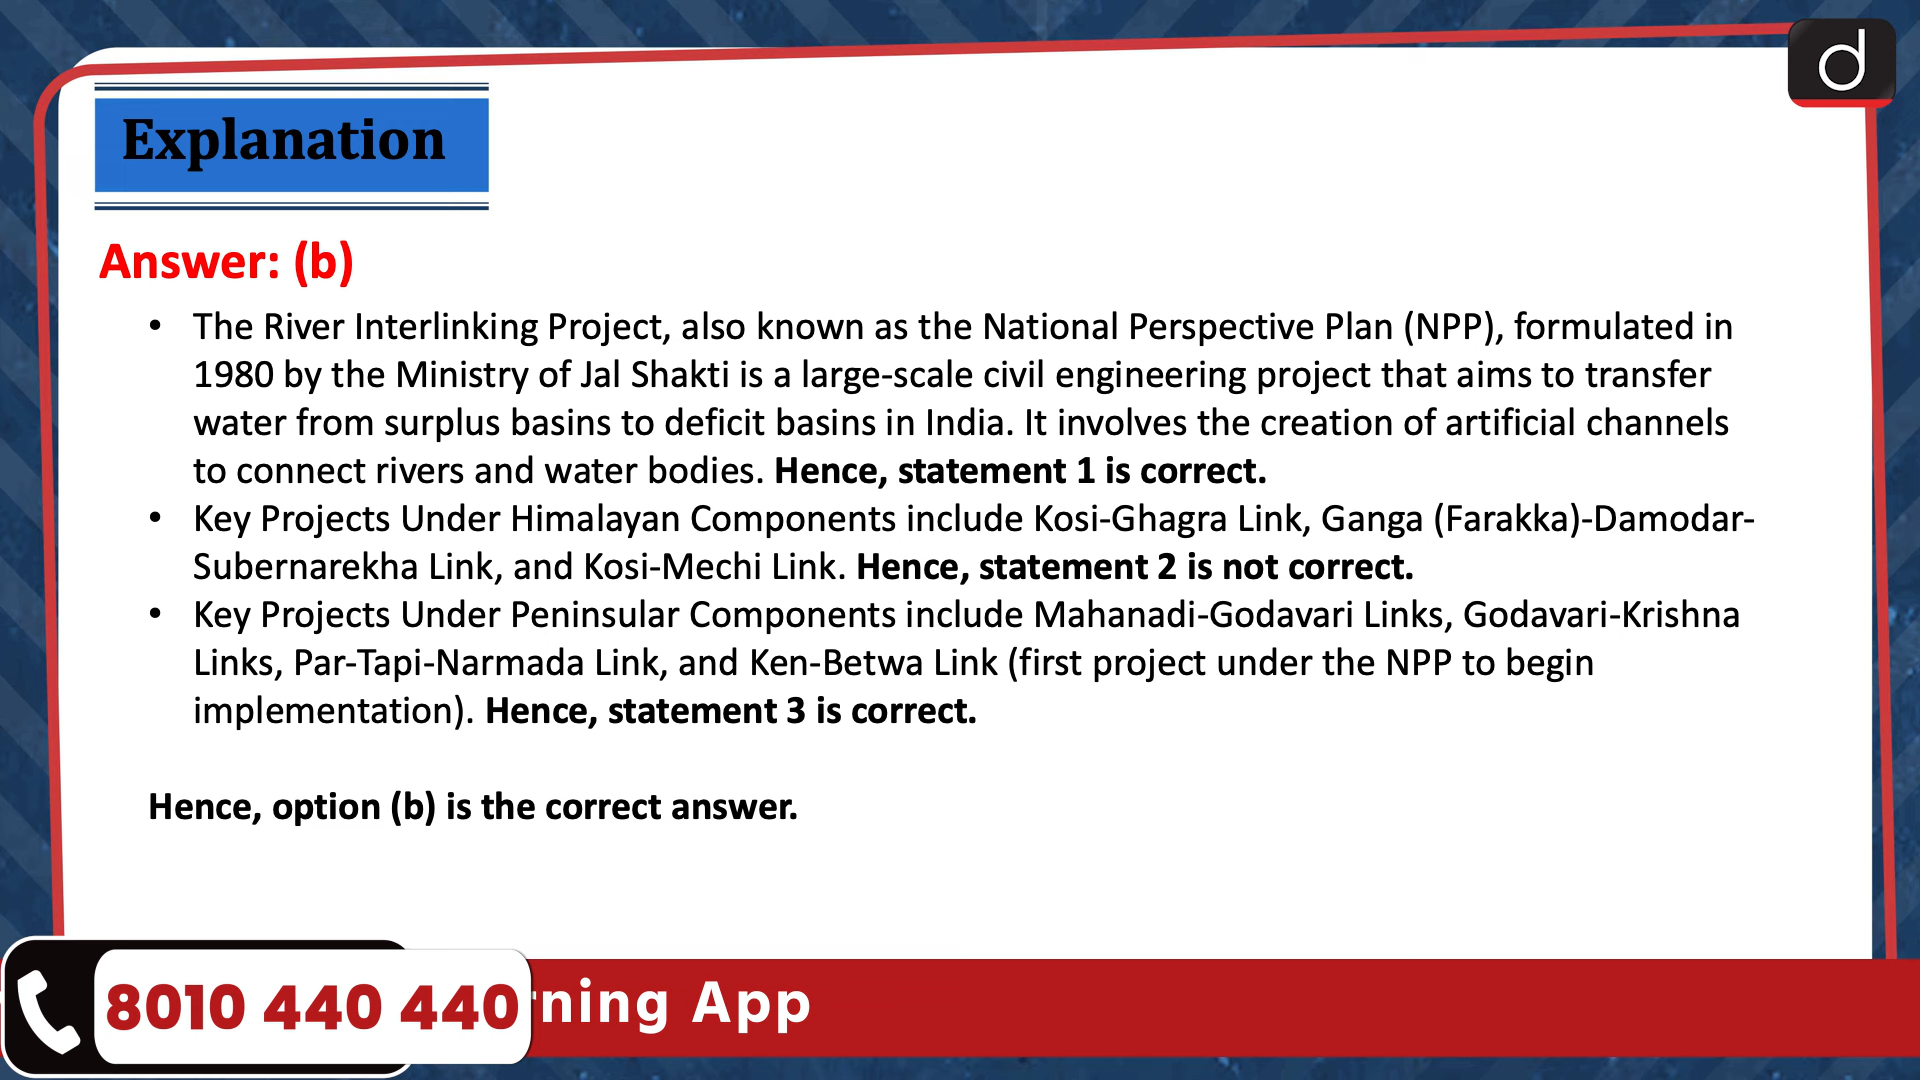 d
Explanation
Answer: (b)
• The River Interlinking Project, also known as the National Perspective Plan (NPP), formulated in
1980 by the Ministry of Jal Shakti is a large-scale civil engineering project that aims to transfer
water from surplus basins to deficit basins in India. It involves the creation of artificial channels
to connect rivers and water bodies. Hence, statement 1 is correct.
• Key Projects Under Himalayan Components include Kosi-Ghagra Link, Ganga (Farakka)-Damodar-
Subernarekha Link, and Kosi-Mechi Link. Hence, statement 2 is not correct.
• Key Projects Under Peninsular Components include Mahanadi-Godavari Links, Godavari-Krishna
Links, Par-Tapi-Narmada Link, and Ken-Betwa Link (first project under the NPP to begin
implementation). Hence, statement 3 is correct.
Hence, option (b) is the correct answer.
8010 440 440
App